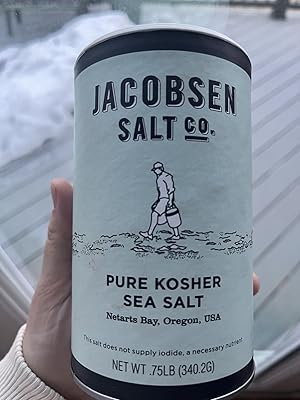 JACOBSEN
SALT CO.
PURE KOSHER
SEA SALT
Netarts Bay, Oregon, USA
This salt does not supply iodide, a necessary nutrient.
NET WT .75LB (340.2G)